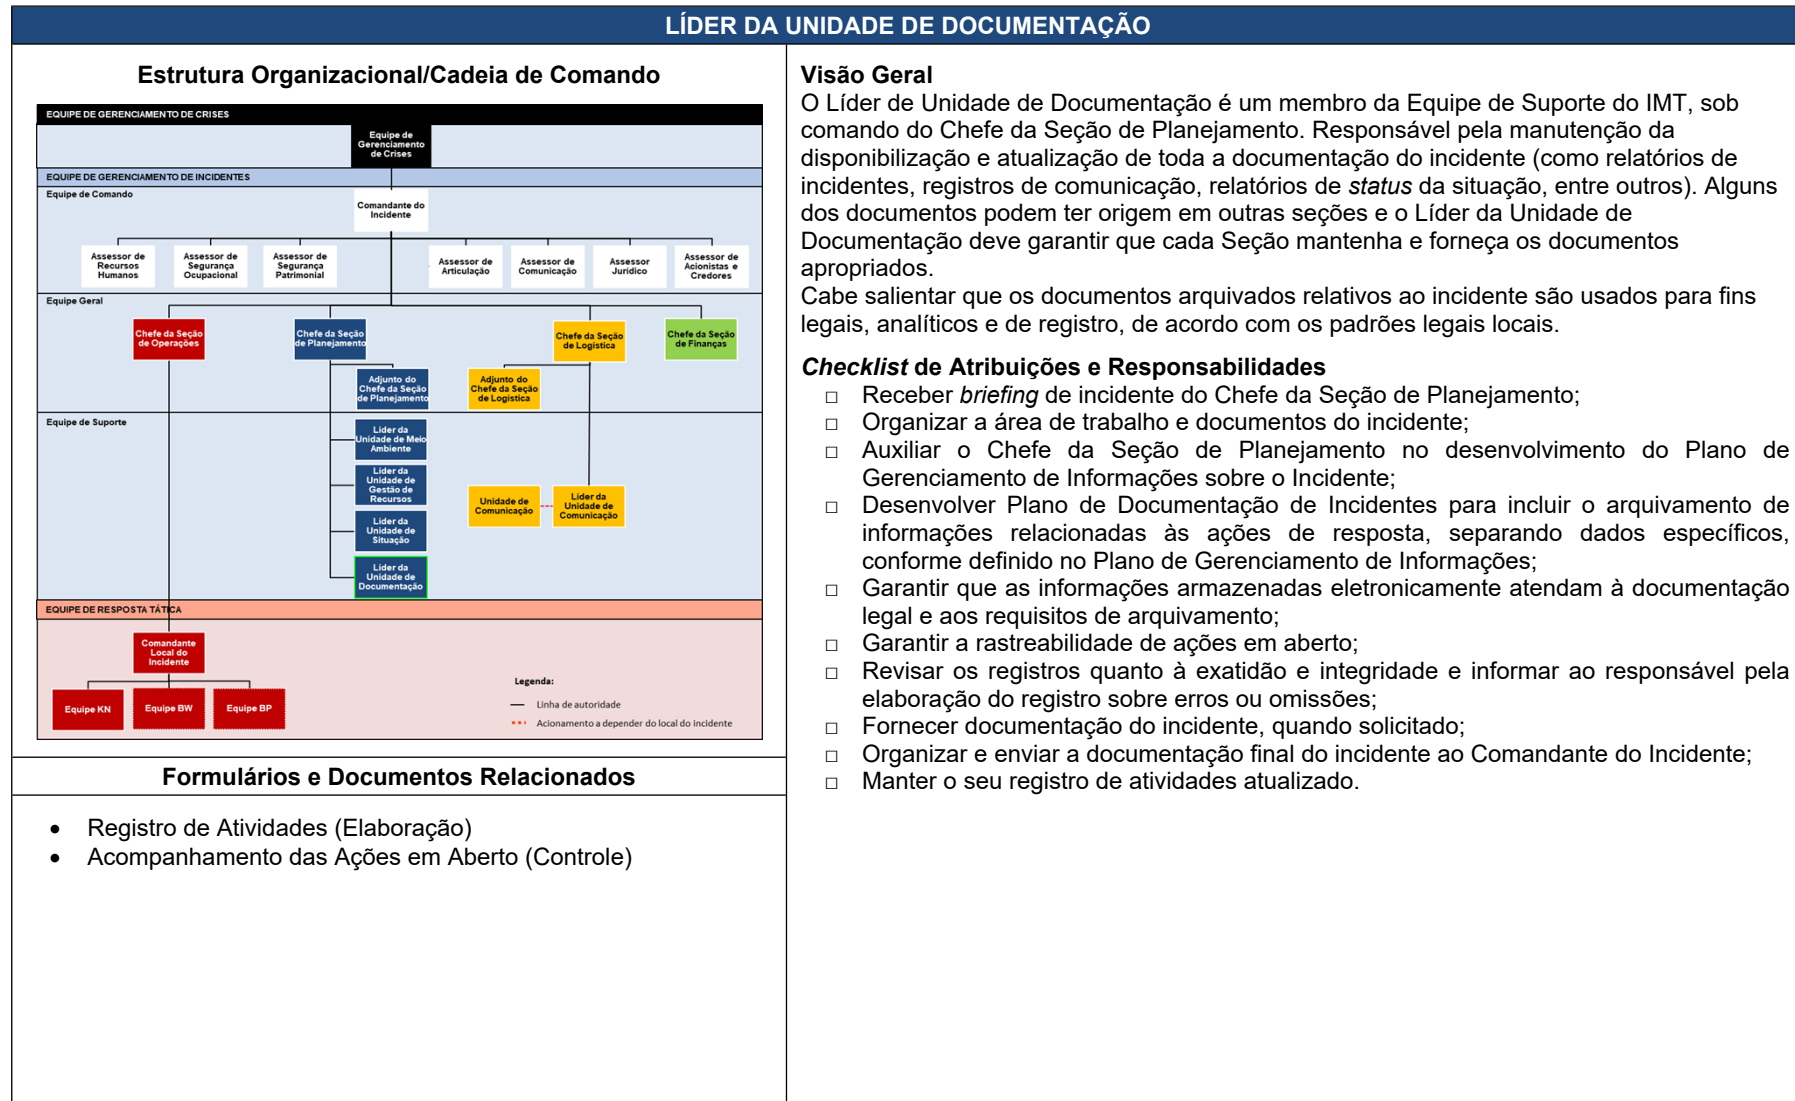 LÍDER DA UNIDADE DE DOCUMENTAÇÃO
Estrutura Organizacional/Cadeia de Comando
EQUIPE DE GERENCIAMENTO DE CRISES
Equipe de
Gerenciamento
de Crises
EQUIPE DE GERENCIAMENTO DE INCIDENTES
Equipe de Comando
Comandante do
Incidente
Assessor de
Recursos
Humanos
Assessor de
Segurança
Ocupacional
Assessor de
Segurança
Patrimonial
Assessor de
Articulação
Assessor de
Comunicação
Assessor
Jurídico
Assessor de
Acionistas e
Credores
Equipe Geral
Chefe da Seção
de Operações
Chefe da Seção
de Planejamento
Chefe da Seção
de Logística
Chefe da Seção
de Finanças
Adjunto do
Chefe da Seção
de Planejamento
Adjunto do
Chefe da Seção
de Logística
Equipe de Suporte
Líder da
Unidade de Meio
Ambiente
Líder da
Unidade de
Gestão de
Recursos
Unidade de
Comunicação
Líder da
Unidade de
Comunicação
Líder da
Unidade de
Situação
Líder da
Unidade de
Documentação
EQUIPE DE RESPOSTA TÁTICA
Comandante
Local do
Incidente
Equipe KN
Equipe BW
Equipe BP
Legenda:
Linha de autoridade
Acionamento a depender do local do incidente
Formulários e Documentos Relacionados
• Registro de Atividades (Elaboração)
• Acompanhamento das Ações em Aberto (Controle)
Visão Geral
O Líder de Unidade de Documentação é um membro da Equipe de Suporte do IMT, sob
comando do Chefe da Seção de Planejamento. Responsável pela manutenção da
disponibilização e atualização de toda a documentação do incidente (como relatórios de
incidentes, registros de comunicação, relatórios de status da situação, entre outros). Alguns
dos documentos podem ter origem em outras seções e o Líder da Unidade de
Documentação deve garantir que cada Seção mantenha e forneça os documentos
apropriados.
Cabe salientar que os documentos arquivados relativos ao incidente são usados para fins
legais, analíticos e de registro, de acordo com os padrões legais locais.
Checklist de Atribuições e Responsabilidades
□ Receber briefing de incidente do Chefe da Seção de Planejamento;
□ Organizar a área de trabalho e documentos do incidente;
□ Auxiliar o Chefe da Seção de Planejamento no desenvolvimento do Plano de
Gerenciamento de Informações sobre o Incidente;
□ Desenvolver Plano de Documentação de Incidentes para incluir o arquivamento de
informações relacionadas às ações de resposta, separando dados específicos,
conforme definido no Plano de Gerenciamento de Informações;
□ Garantir que as informações armazenadas eletronicamente atendam à documentação
legal e aos requisitos de arquivamento;
□ Garantir a rastreabilidade de ações em aberto;
□ Revisar os registros quanto à exatidão e integridade e informar ao responsável pela
elaboração do registro sobre erros ou omissões;
□ Fornecer documentação do incidente, quando solicitado;
□ Organizar e enviar a documentação final do incidente ao Comandante do Incidente;
□ Manter o seu registro de atividades atualizado.